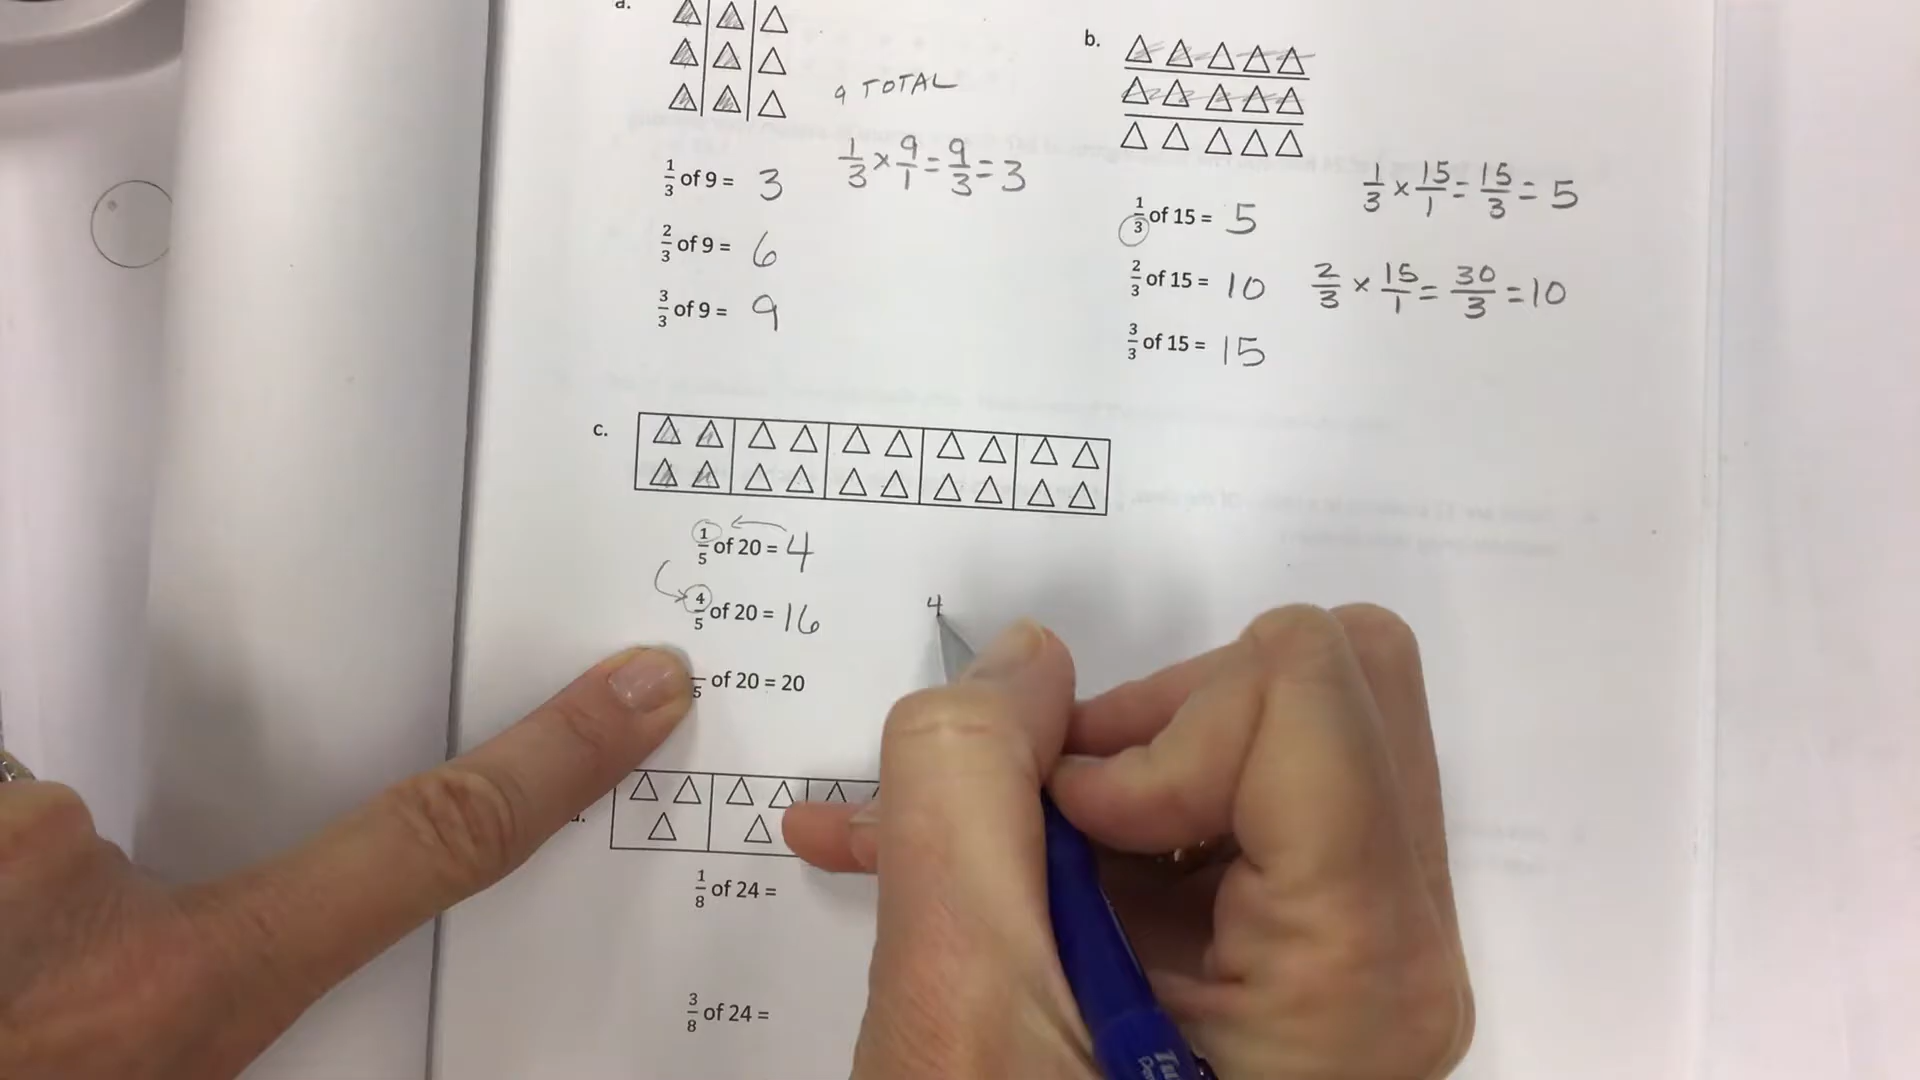 a.
9 TOTAL
1/3 of 9 = 3
1/3 × 9/1 = 9/3 = 3
2/3 of 9 = 6
3/3 of 9 = 9
b.
1/3 of 15 = 5
1/3 × 15/1 = 15/3 = 5
2/3 of 15 = 10
2/3 × 15/1 = 30/3 = 10
3/3 of 15 = 15
c.
1/5 of 20 = 4
4/5 of 20 = 16
4
/5 of 20 = 20
1/8 of 24 =
3/8 of 24 =